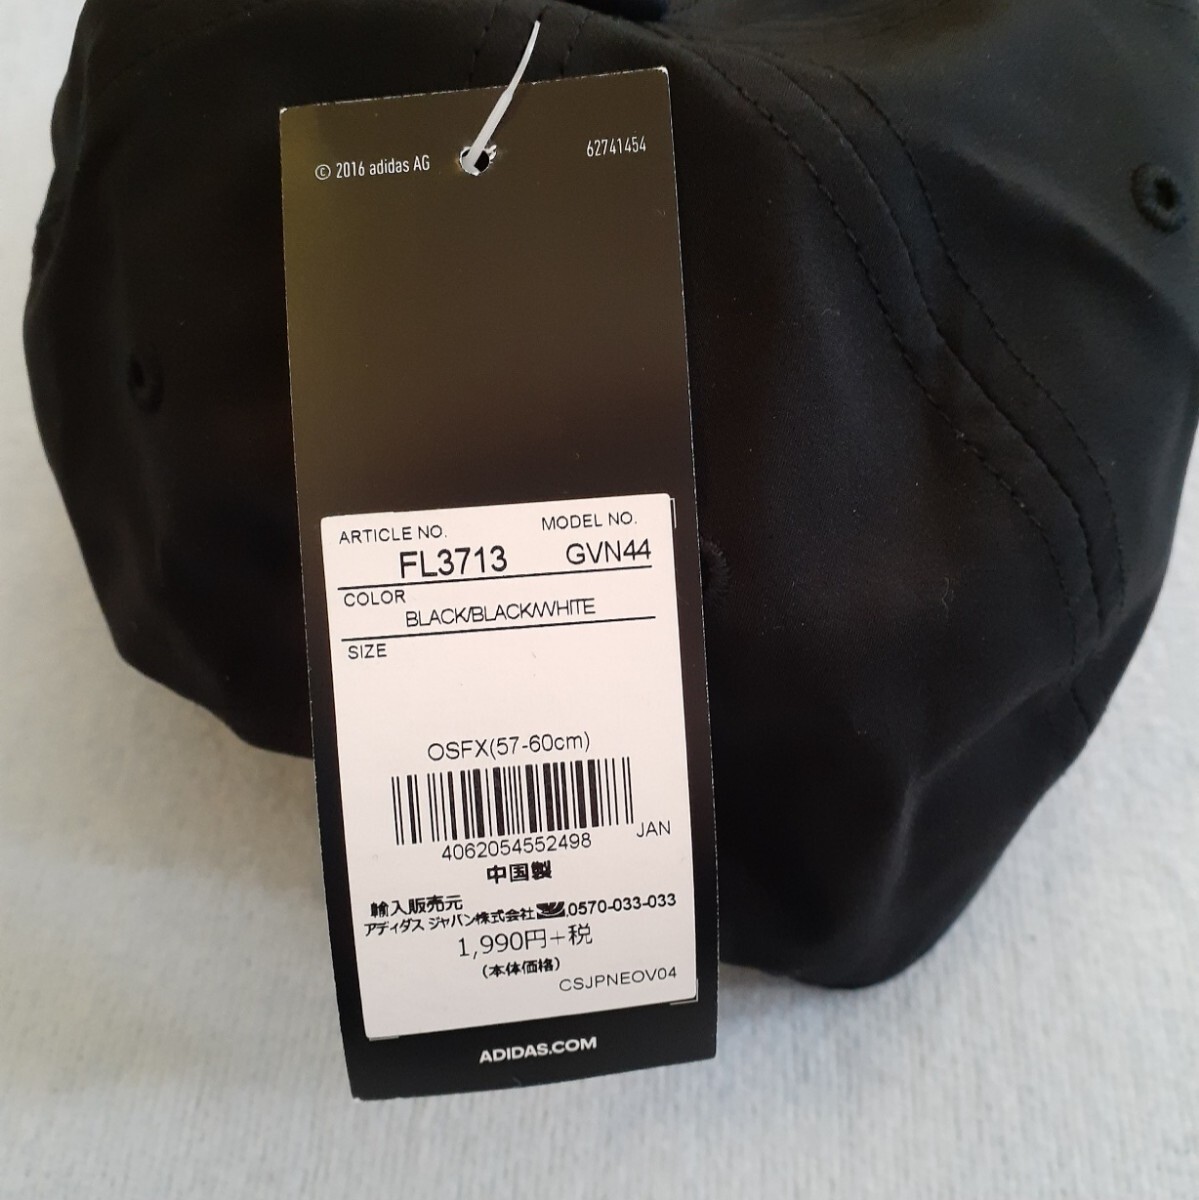 © 2016 adidas AG
62741454
ARTICLE NO. MODEL NO.
FL3713 GVN44
COLOR
BLACK/BLACK/WHITE
SIZE
OSFX(57-60cm)
4062054552498 JAN
中国製
輸入販売元
アディダス ジャパン株式会社 0570-033-033
1,990円+税
(本体価格)
CSJPNEOV04
ADIDAS.COM